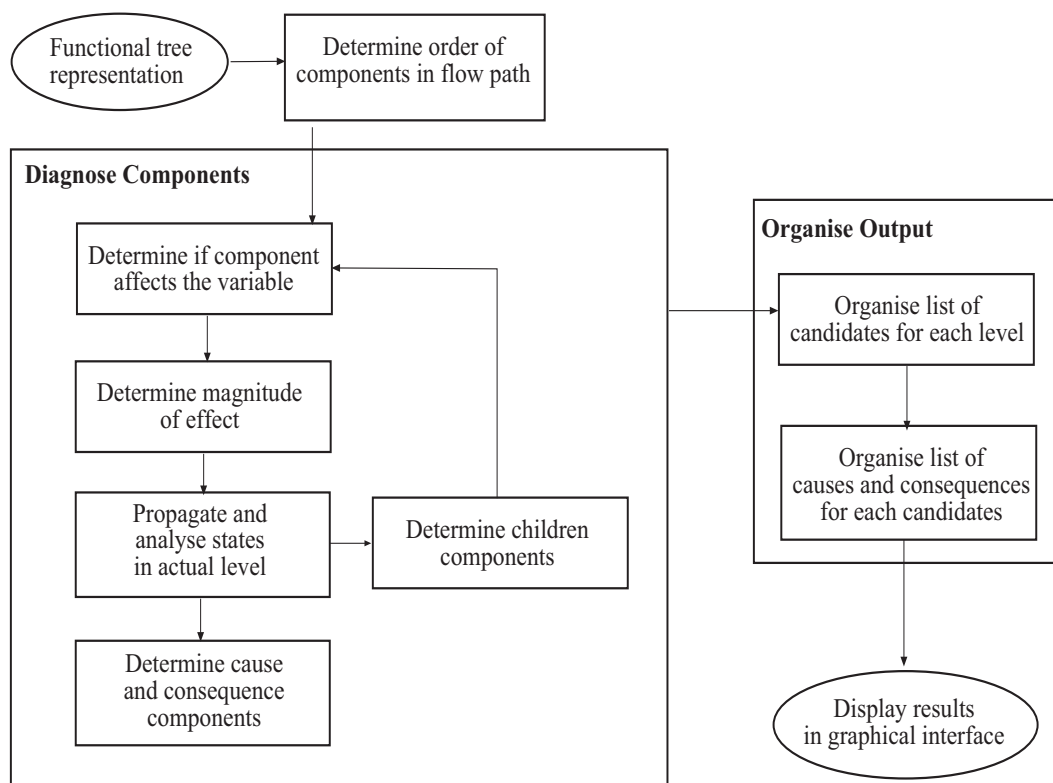 Functional tree
representation
Determine order of
components in flow path
Diagnose Components
Determine if component
affects the variable
Determine magnitude
of effect
Propagate and
analyse states
in actual level
Determine children
components
Determine cause
and consequence
components
Organise Output
Organise list of
candidates for each level
Organise list of
causes and consequences
for each candidates
Display results
in graphical interface